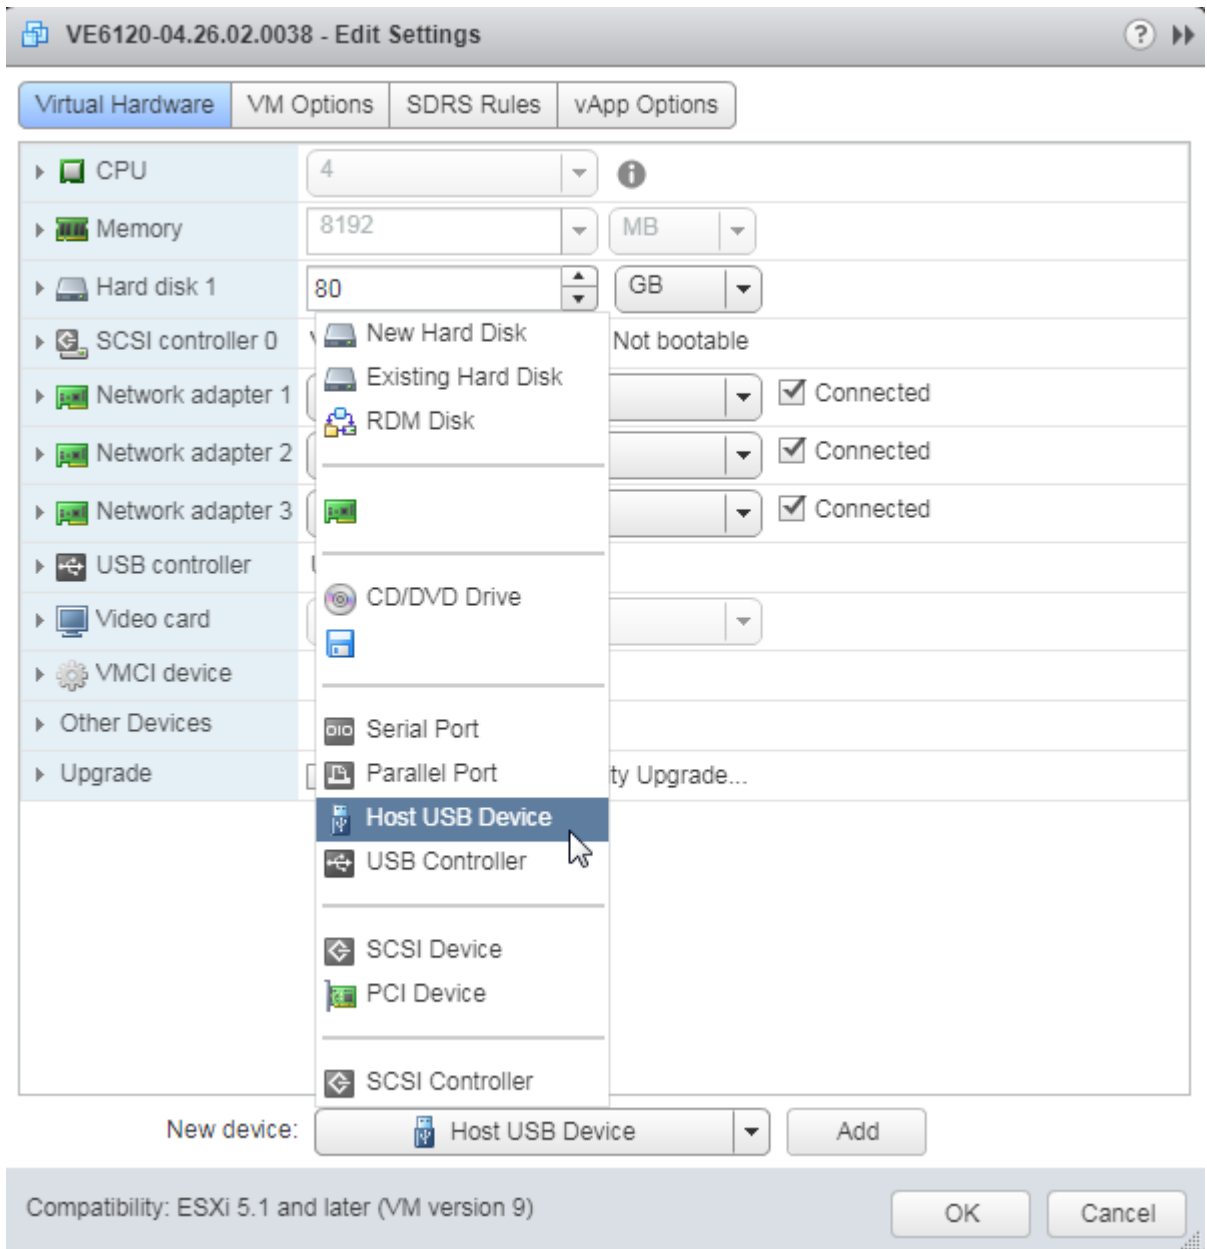 VE6120-04.26.02.0038 - Edit Settings
Virtual Hardware VM Options SDRS Rules vApp Options
CPU 4
Memory 8192 MB
Hard disk 1 80 GB
New Hard Disk
SCSI controller 0 Not bootable
Existing Hard Disk
Network adapter 1 Connected
RDM Disk
Network adapter 2 Connected
Network adapter 3 Connected
USB controller
CD/DVD Drive
Video card
VMCI device
Other Devices
Serial Port
Upgrade ty Upgrade...
Parallel Port
Host USB Device
USB Controller
SCSI Device
PCI Device
SCSI Controller
New device: Host USB Device Add
Compatibility: ESXi 5.1 and later (VM version 9) OK Cancel